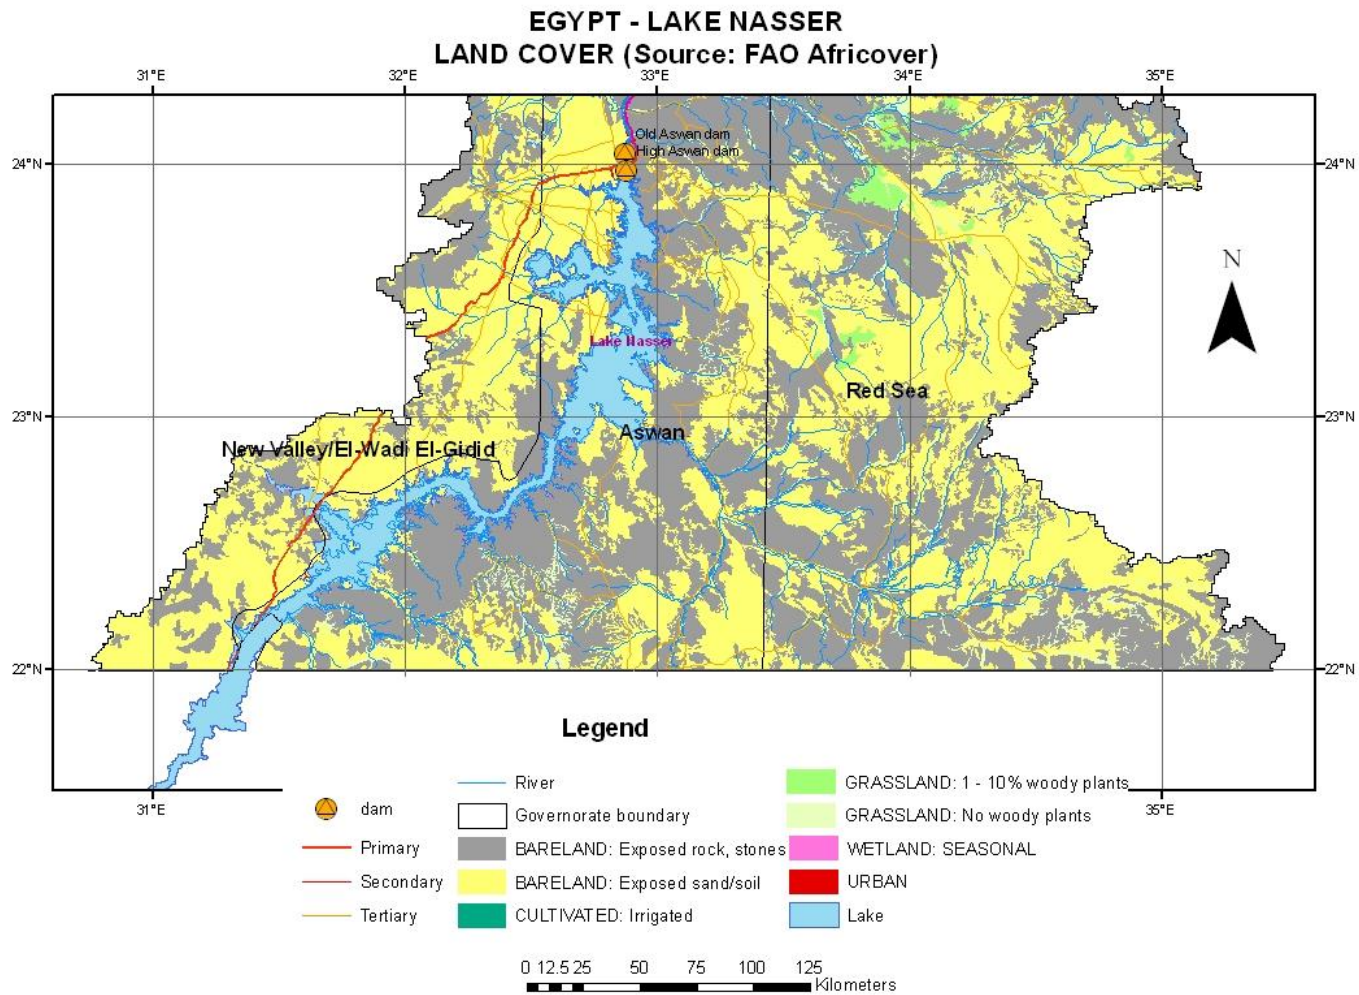 EGYPT - LAKE NASSER
LAND COVER (Source: FAO Africover)
31°E 32°E 33°E 34°E 35°E
Old Aswan dam
24°N High Aswan dam 24°N
N
Lake Nasser
Red Sea
23°N 23°N
Aswan
New Valley/El-Wadi El-Gidid
22°N 22°N
Legend
31°E 35°E
dam
Primary
Secondary
Tertiary
River
Governorate boundary
BARELAND: Exposed rock, stones
BARELAND: Exposed sand/soil
CULTIVATED: Irrigated
GRASSLAND: 1 - 10% woody plants
GRASSLAND: No woody plants
WETLAND: SEASONAL
URBAN
Lake
0 12.5 25 50 75 100 125
Kilometers